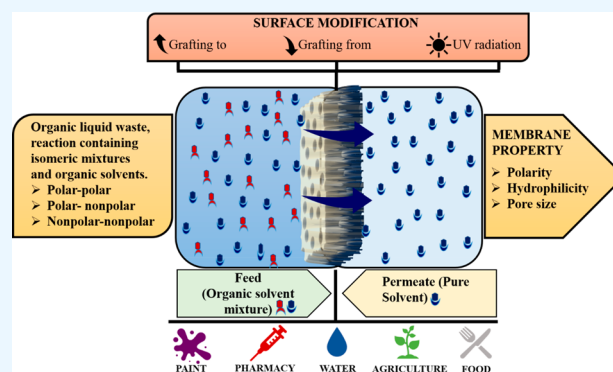 SURFACE MODIFICATION
Grafting to
Grafting from
UV radiation
Organic liquid waste,
reaction containing
isomeric mixtures
and organic solvents.
➢ Polar-polar
➢ Polar- nonpolar
➢ Nonpolar-nonpolar
MEMBRANE
PROPERTY
➢ Polarity
➢ Hydrophilicity
➢ Pore size
Feed
(Organic solvent
mixture)
Permeate (Pure
Solvent)
PAINT
PHARMACY
WATER
AGRICULTURE
FOOD